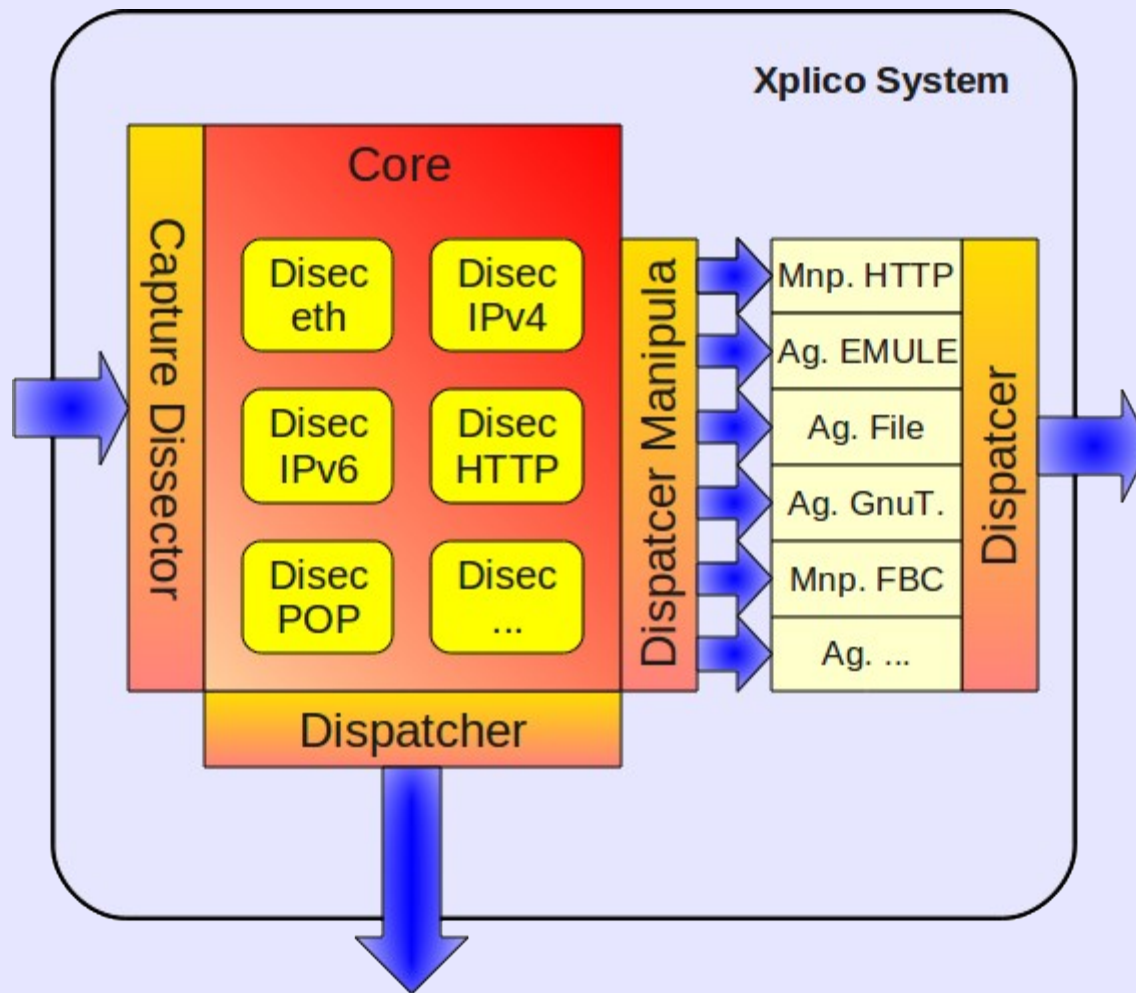 Xplico System
Core
Capture Dissector
Disec
eth
Disec
IPv4
Disec
IPv6
Disec
HTTP
Disec
POP
Disec
...
Dispatcer Manipula
Mnp. HTTP
Ag. EMULE
Ag. File
Ag. GnuT.
Mnp. FBC
Ag. ...
Dispatcer
Dispatcher